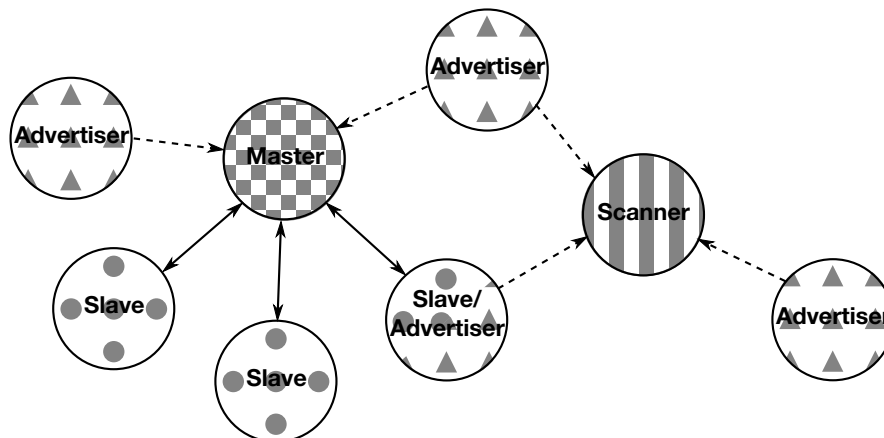 Advertiser
Advertiser
Master
Scanner
Slave
Slave/
Advertiser
Advertiser
Slave